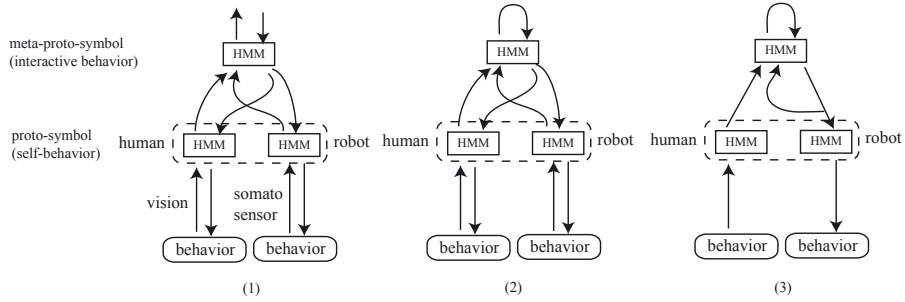 meta-proto-symbol
(interactive behavior)
proto-symbol
(self-behavior)
HMM
human
HMM
HMM
robot
vision
somato
sensor
behavior
behavior
(1)
HMM
human
HMM
HMM
robot
behavior
behavior
(2)
HMM
human
HMM
HMM
robot
behavior
behavior
(3)